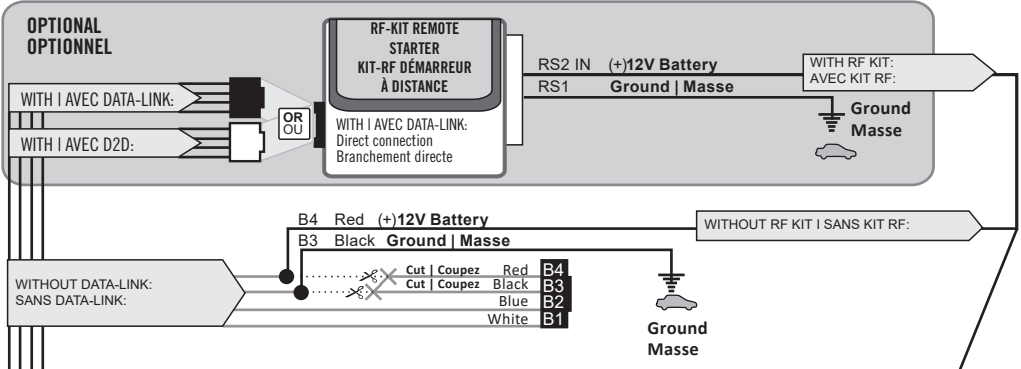 OPTIONAL
OPTIONNEL
RF-KIT REMOTE
STARTER
KIT-RF DÉMARREUR
À DISTANCE
WITH | AVEC DATA-LINK:
Direct connection
Branchement directe
WITH | AVEC DATA-LINK:
WITH | AVEC D2D:
OR
OU
RS2 IN (+)12V Battery
RS1 Ground | Masse
WITH RF KIT:
AVEC KIT RF:
Ground
Masse
B4 Red (+)12V Battery
B3 Black Ground | Masse
WITHOUT RF KIT | SANS KIT RF:
WITHOUT DATA-LINK:
SANS DATA-LINK:
Cut | Coupez Red B4
Cut | Coupez Black B3
Blue B2
White B1
Ground
Masse